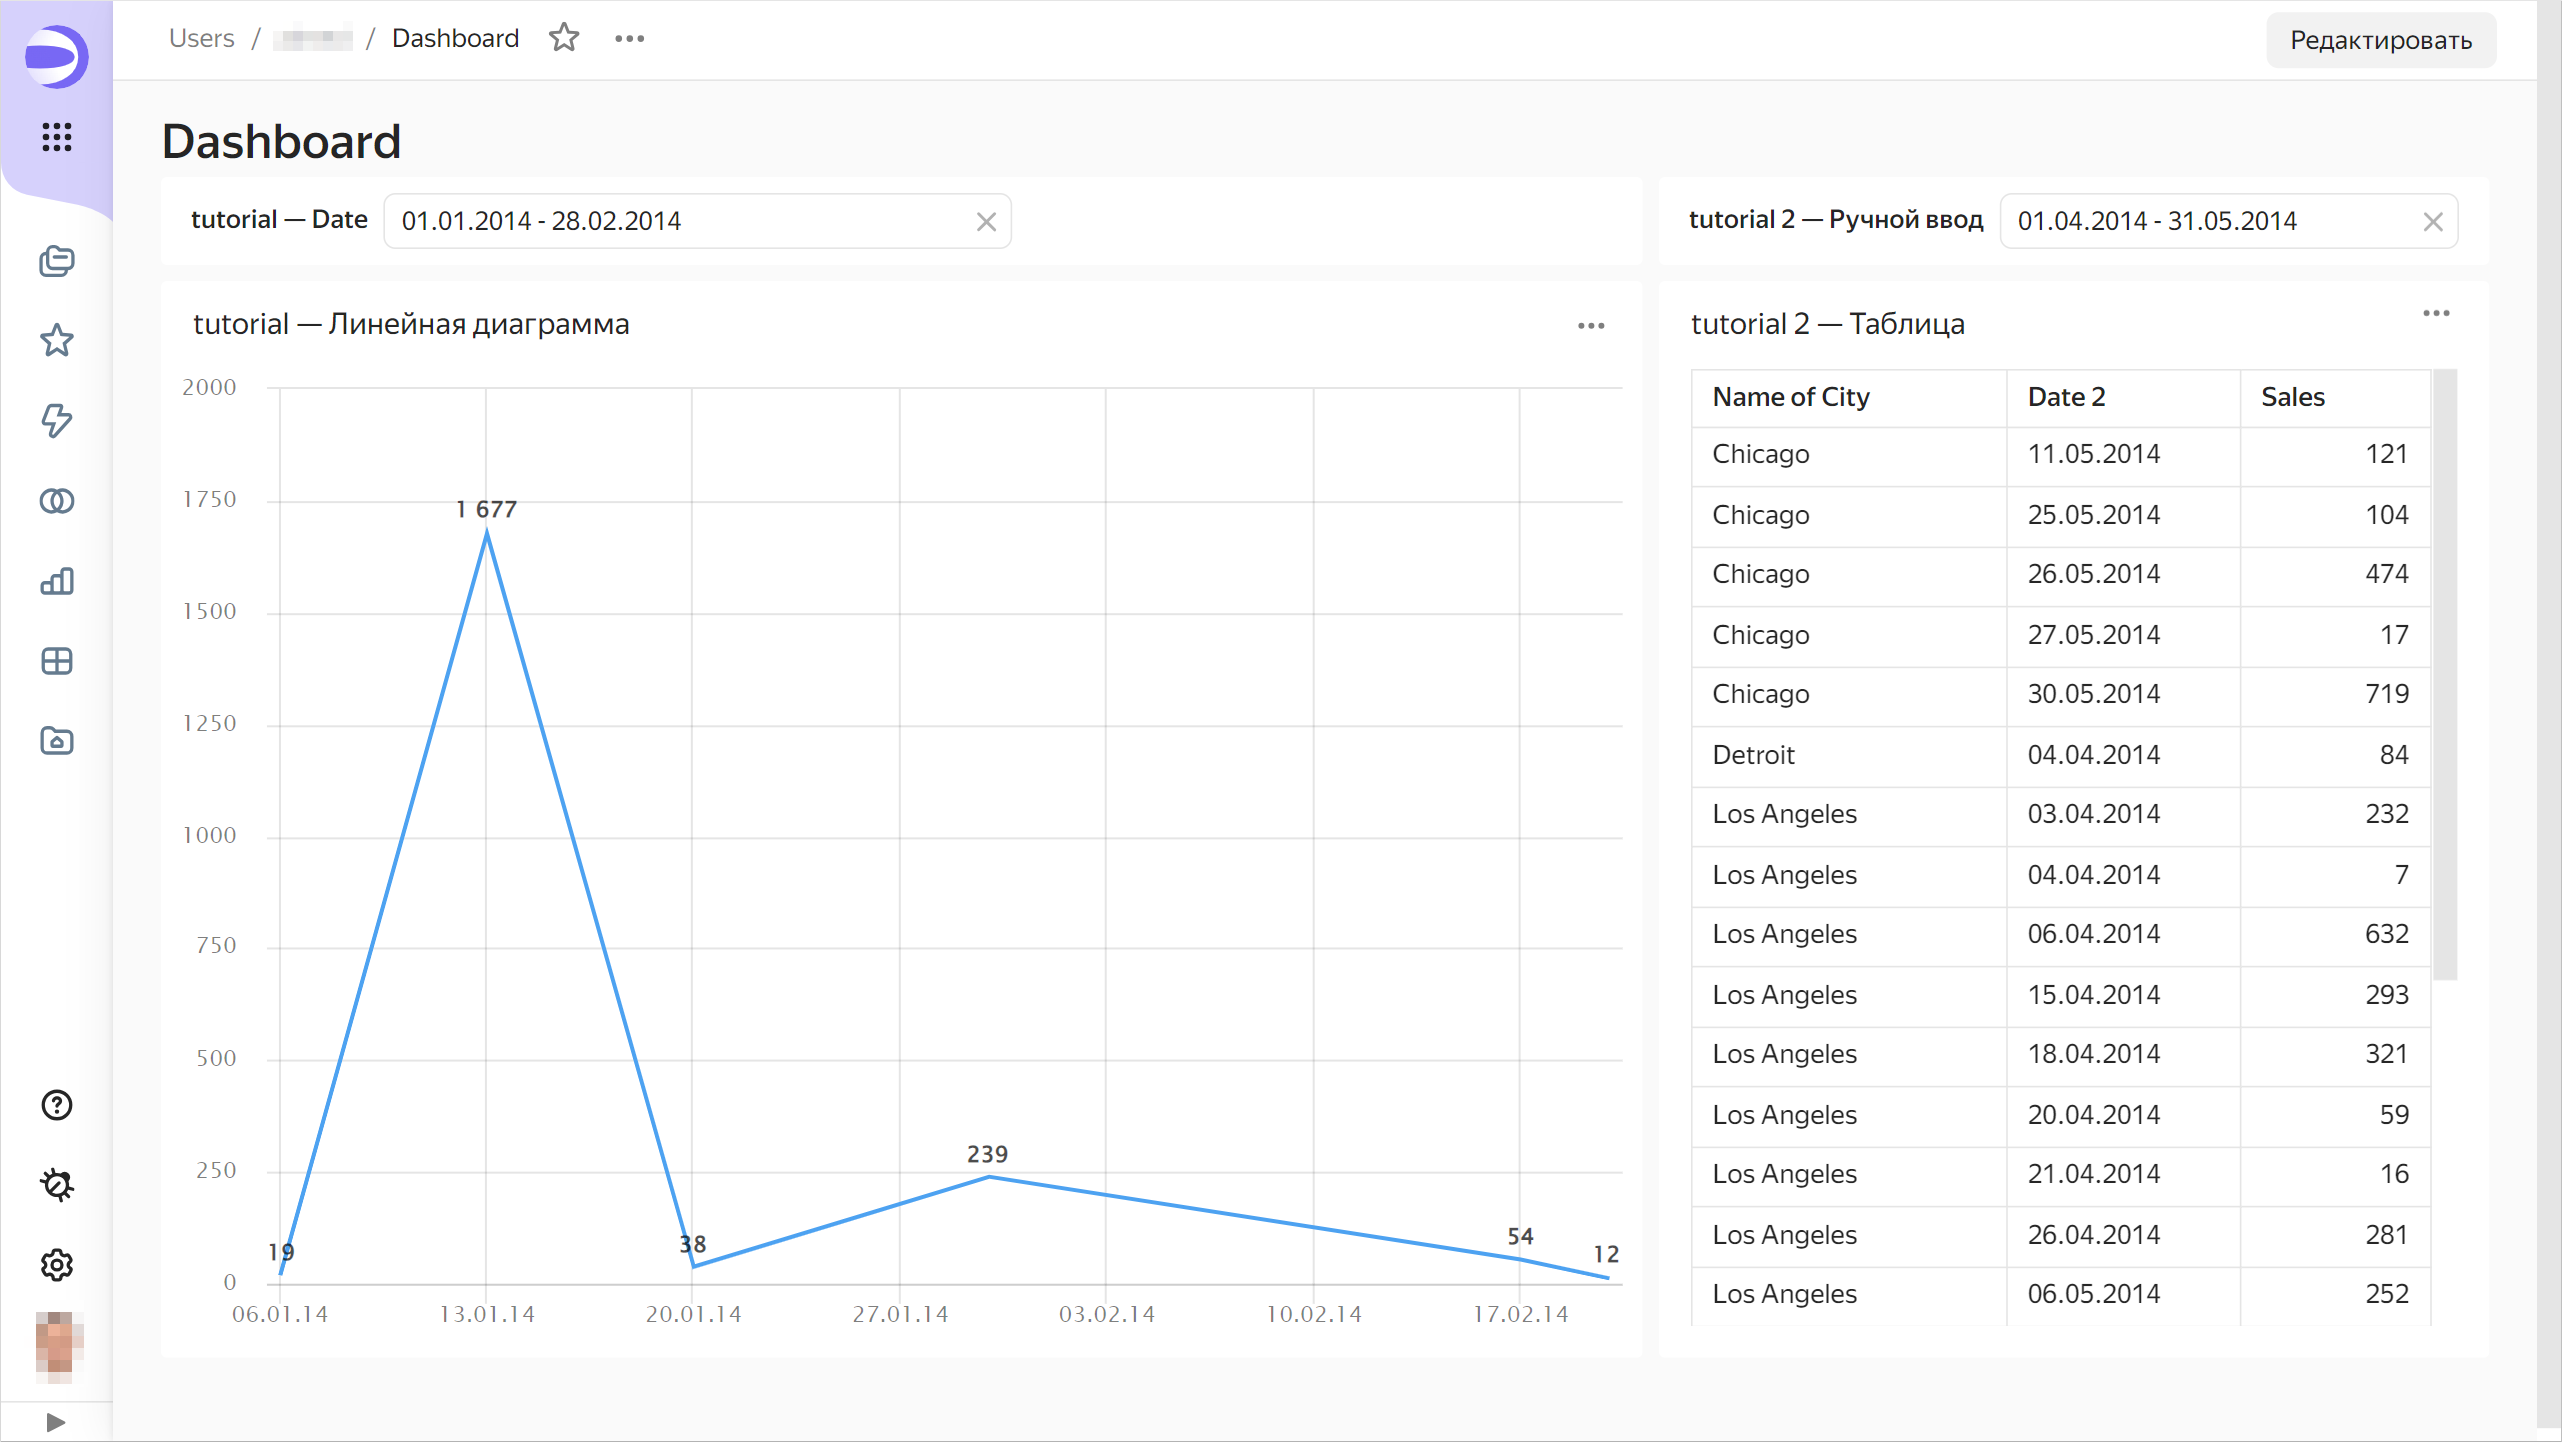 Users / / Dashboard
Редактировать
Dashboard
tutorial — Date 01.01.2014 - 28.02.2014
tutorial 2 — Ручной ввод 01.04.2014 - 31.05.2014
tutorial — Линейная диаграмма
2000
1750
1500
1250
1000
750
500
250
0
1 677
239
54
38
19
12
06.01.14 13.01.14 20.01.14 27.01.14 03.02.14 10.02.14 17.02.14
tutorial 2 — Таблица
Name of City Date 2 Sales
Chicago 11.05.2014 121
Chicago 25.05.2014 104
Chicago 26.05.2014 474
Chicago 27.05.2014 17
Chicago 30.05.2014 719
Detroit 04.04.2014 84
Los Angeles 03.04.2014 232
Los Angeles 04.04.2014 7
Los Angeles 06.04.2014 632
Los Angeles 15.04.2014 293
Los Angeles 18.04.2014 321
Los Angeles 20.04.2014 59
Los Angeles 21.04.2014 16
Los Angeles 26.04.2014 281
Los Angeles 06.05.2014 252